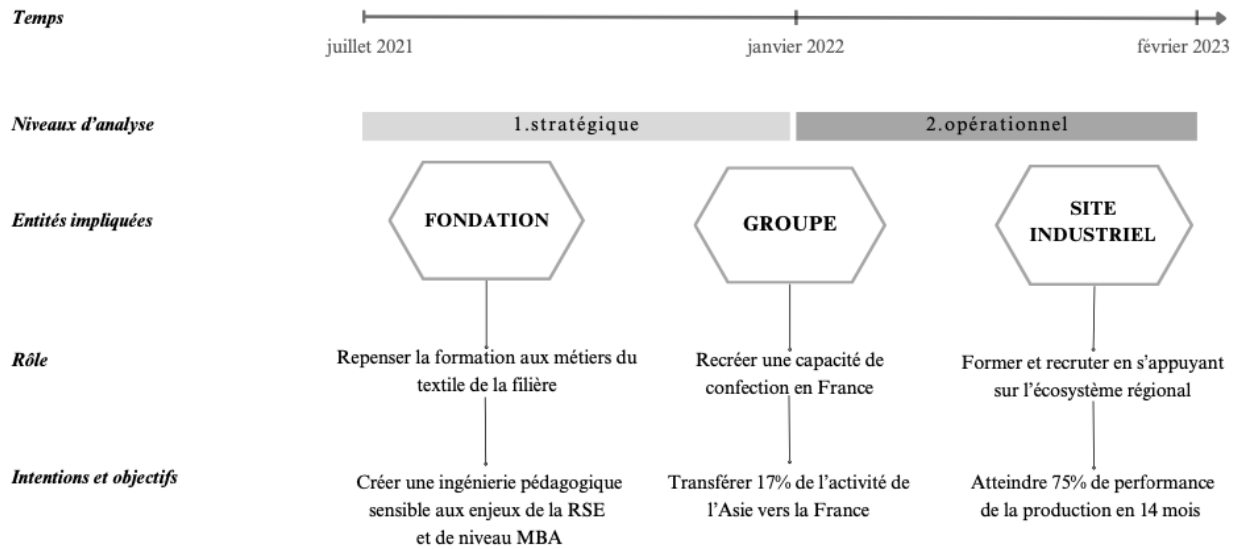 Temps
juillet 2021
janvier 2022
février 2023
Niveaux d'analyse
1.stratégique
2.opérationnel
Entités impliquées
FONDATION
GROUPE
SITE
INDUSTRIEL
Rôle
Repenser la formation aux métiers du
textile de la filière
Recréer une capacité de
confection en France
Former et recruter en s'appuyant
sur l'écosystème régional
Intentions et objectifs
Créer une ingénierie pédagogique
sensible aux enjeux de la RSE
et de niveau MBA
Transférer 17% de l'activité de
l'Asie vers la France
Atteindre 75% de performance
de la production en 14 mois